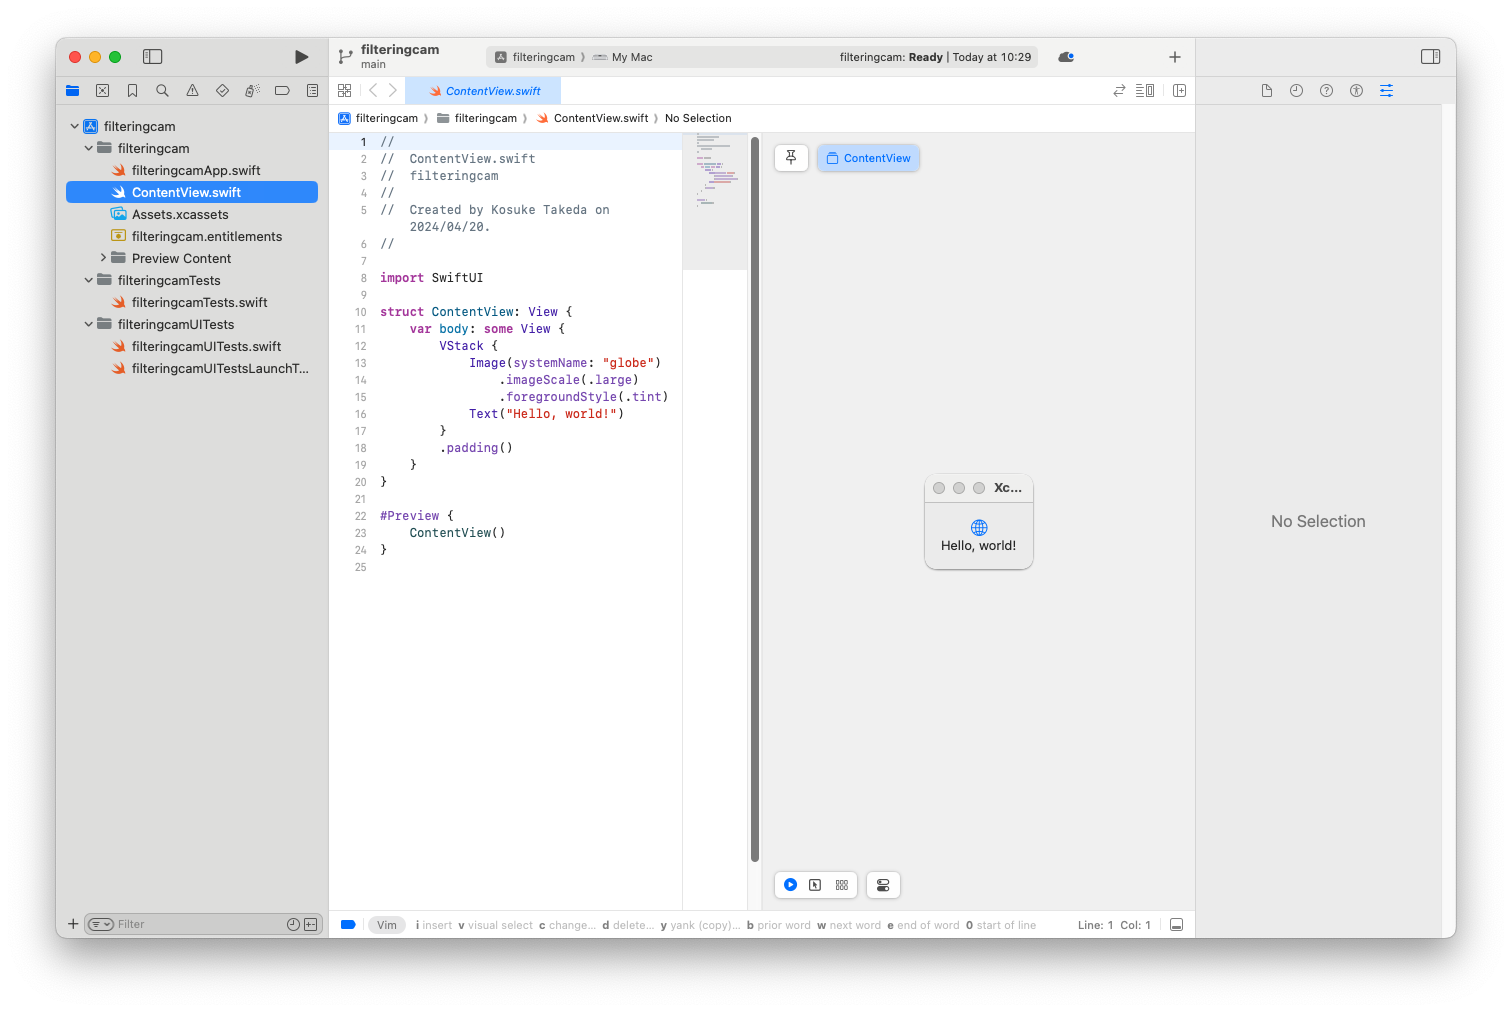 filteringcam
main
filteringcam 〉 My Mac
filteringcam: Ready | Today at 10:29
ContentView.swift
filteringcam 〉 filteringcam 〉 ContentView.swift 〉 No Selection
filteringcam
filteringcam
filteringcamApp.swift
ContentView.swift
Assets.xcassets
filteringcam.entitlements
Preview Content
filteringcamTests
filteringcamTests.swift
filteringcamUITests
filteringcamUITests.swift
filteringcamUITestsLaunchT...
Filter
1 //
2 //  ContentView.swift
3 //  filteringcam
4 //
5 //  Created by Kosuke Takeda on
2024/04/20.
6 //
7
8 import SwiftUI
9
10 struct ContentView: View {
11     var body: some View {
12         VStack {
13             Image(systemName: "globe")
14                 .imageScale(.large)
15                 .foregroundStyle(.tint)
16             Text("Hello, world!")
17         }
18         .padding()
19     }
20 }
21
22 #Preview {
23     ContentView()
24 }
25
ContentView
Xc...
Hello, world!
No Selection
Vim i insert v visual select c change... d delete... y yank (copy)... b prior word w next word e end of word 0 start of line
Line: 1 Col: 1